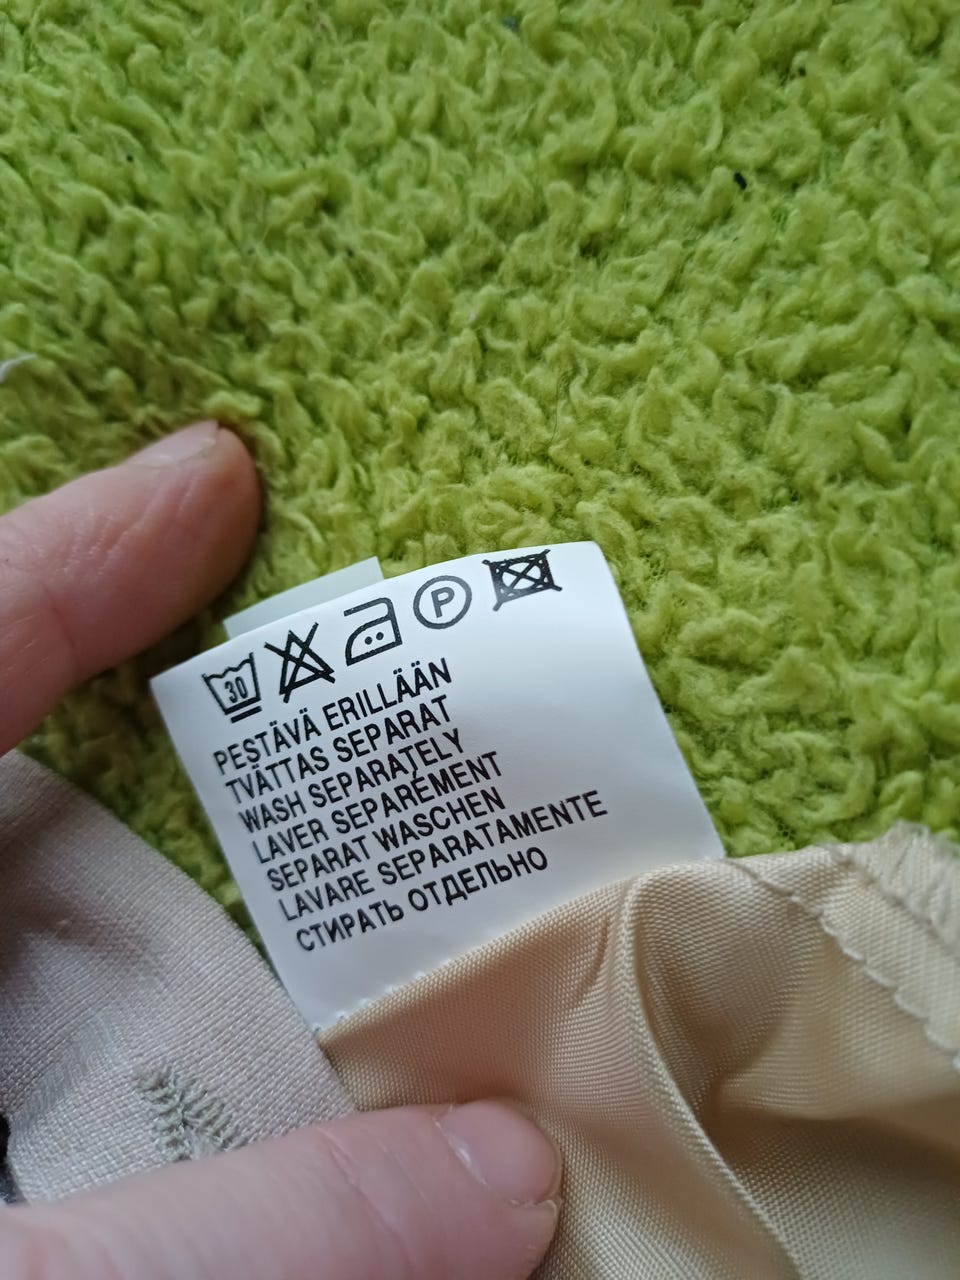 30
P
PESTÄVÄ ERILLÄÄN
TVÄTTAS SEPARAT
WASH SEPARATELY
LAVER SEPARÉMENT
SEPARAT WASCHEN
LAVARE SEPARATAMENTE
СТИРАТЬ ОТДЕЛЬНО